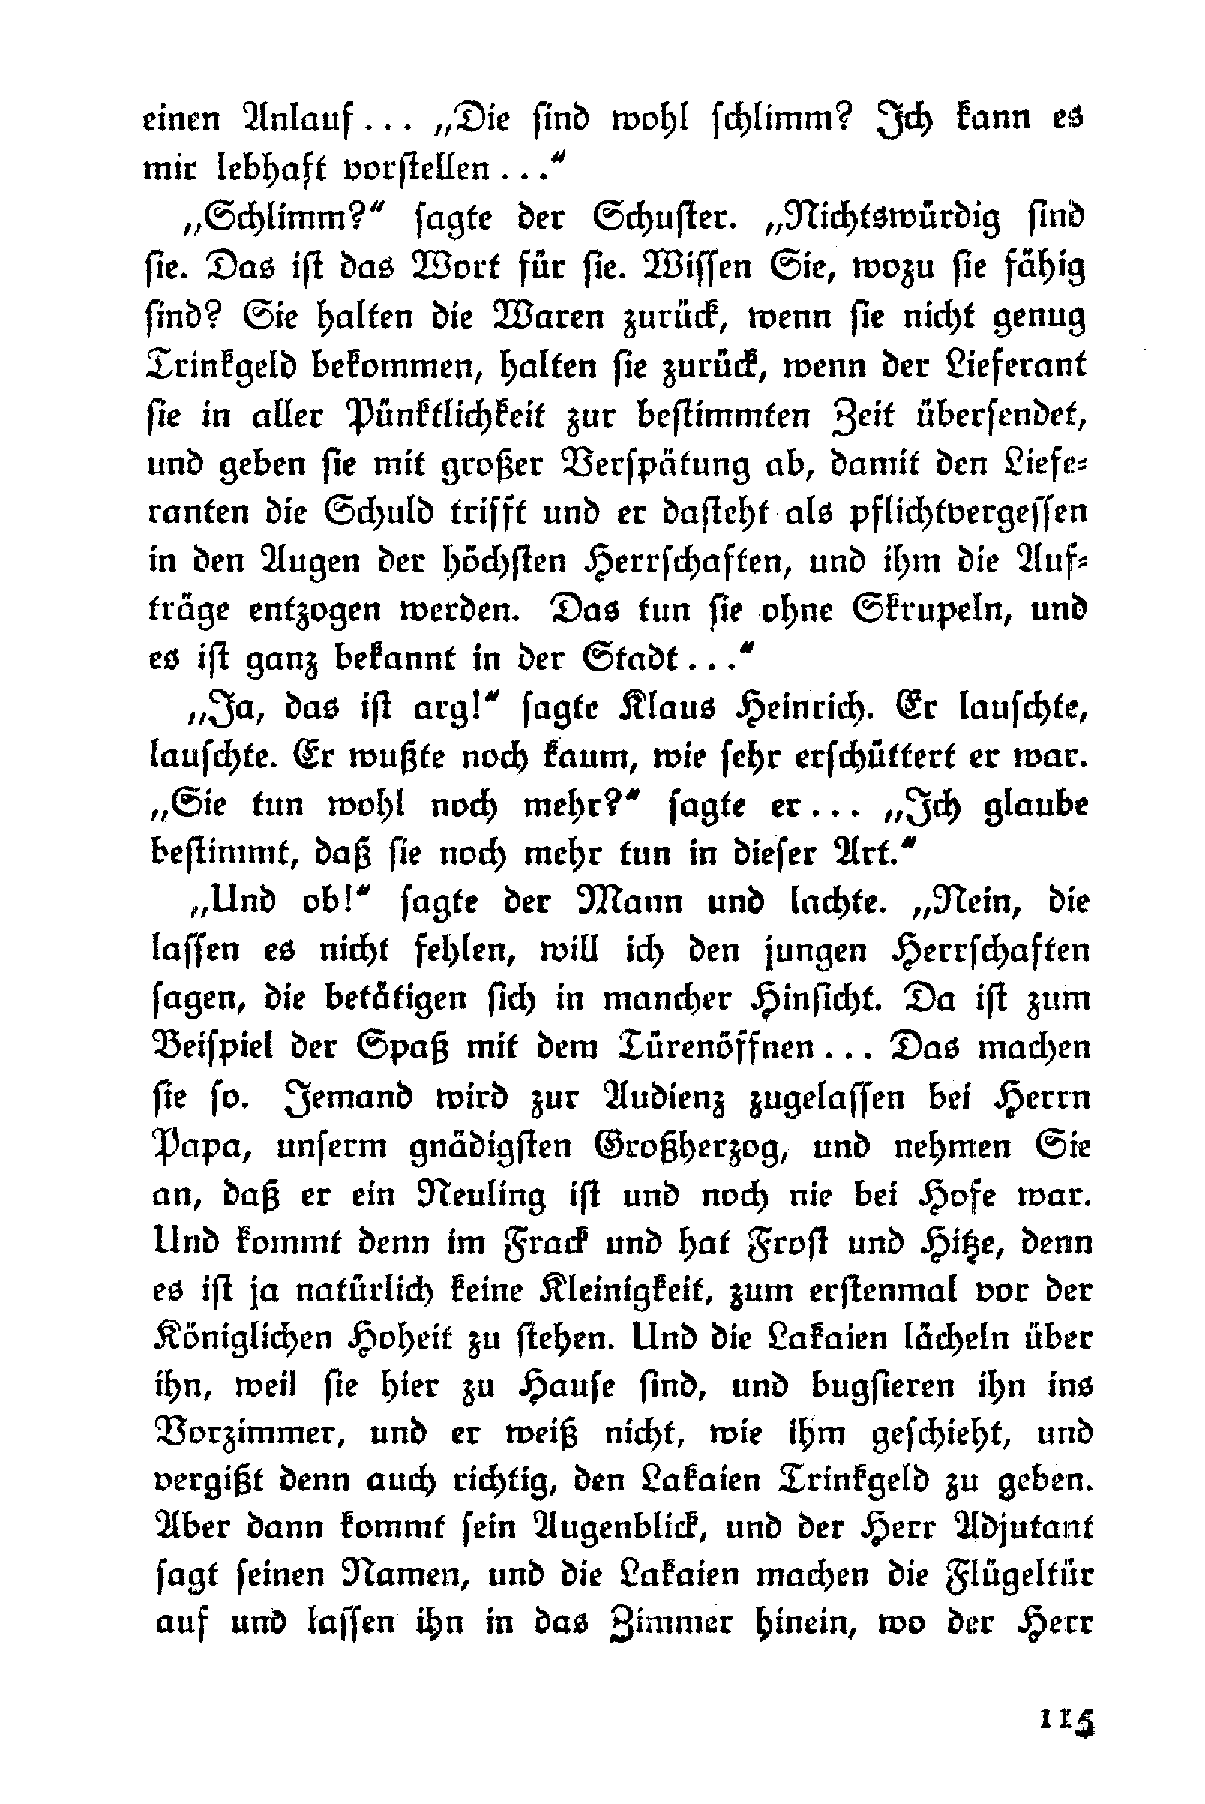 einen Anlauf... „Die sind wohl schlimm? Ich kann es
mir lebhaft vorstellen...“
„Schlimm?“ sagte der Schuster. „Nichtswürdig sind
sie. Das ist das Wort für sie. Wissen Sie, wozu sie fähig
sind? Sie halten die Waren zurück, wenn sie nicht genug
Trinkgeld bekommen, halten sie zurück, wenn der Lieferant
sie in aller Pünktlichkeit zur bestimmten Zeit übersendet,
und geben sie mit großer Verspätung ab, damit den Liefe-
ranten die Schuld trifft und er dasteht als pflichtvergessen
in den Augen der höchsten Herrschaften, und ihm die Auf-
träge entzogen werden. Das tun sie ohne Skrupeln, und
es ist ganz bekannt in der Stadt...“
„Ja, das ist arg!“ sagte Klaus Heinrich. Er lauschte,
lauschte. Er wußte noch kaum, wie sehr erschüttert er war.
„Sie tun wohl noch mehr?“ sagte er... „Ich glaube
bestimmt, daß sie noch mehr tun in dieser Art.“
„Und ob!“ sagte der Mann und lachte. „Nein, die
lassen es nicht fehlen, will ich den jungen Herrschaften
sagen, die betätigen sich in mancher Hinsicht. Da ist zum
Beispiel der Spaß mit dem Türenöffnen... Das machen
sie so. Jemand wird zur Audienz zugelassen bei Herrn
Papa, unserm gnädigsten Großherzog, und nehmen Sie
an, daß er ein Neuling ist und noch nie bei Hofe war.
Und kommt denn im Frack und hat Frost und Hitze, denn
es ist ja natürlich keine Kleinigkeit, zum erstenmal vor der
Königlichen Hoheit zu stehen. Und die Lakaien lächeln über
ihn, weil sie hier zu Hause sind, und bugsieren ihn ins
Vorzimmer, und er weiß nicht, wie ihm geschieht, und
vergißt denn auch richtig, den Lakaien Trinkgeld zu geben.
Aber dann kommt sein Augenblick, und der Herr Adjutant
sagt seinen Namen, und die Lakaien machen die Flügeltür
auf und lassen ihn in das Zimmer hinein, wo der Herr
115